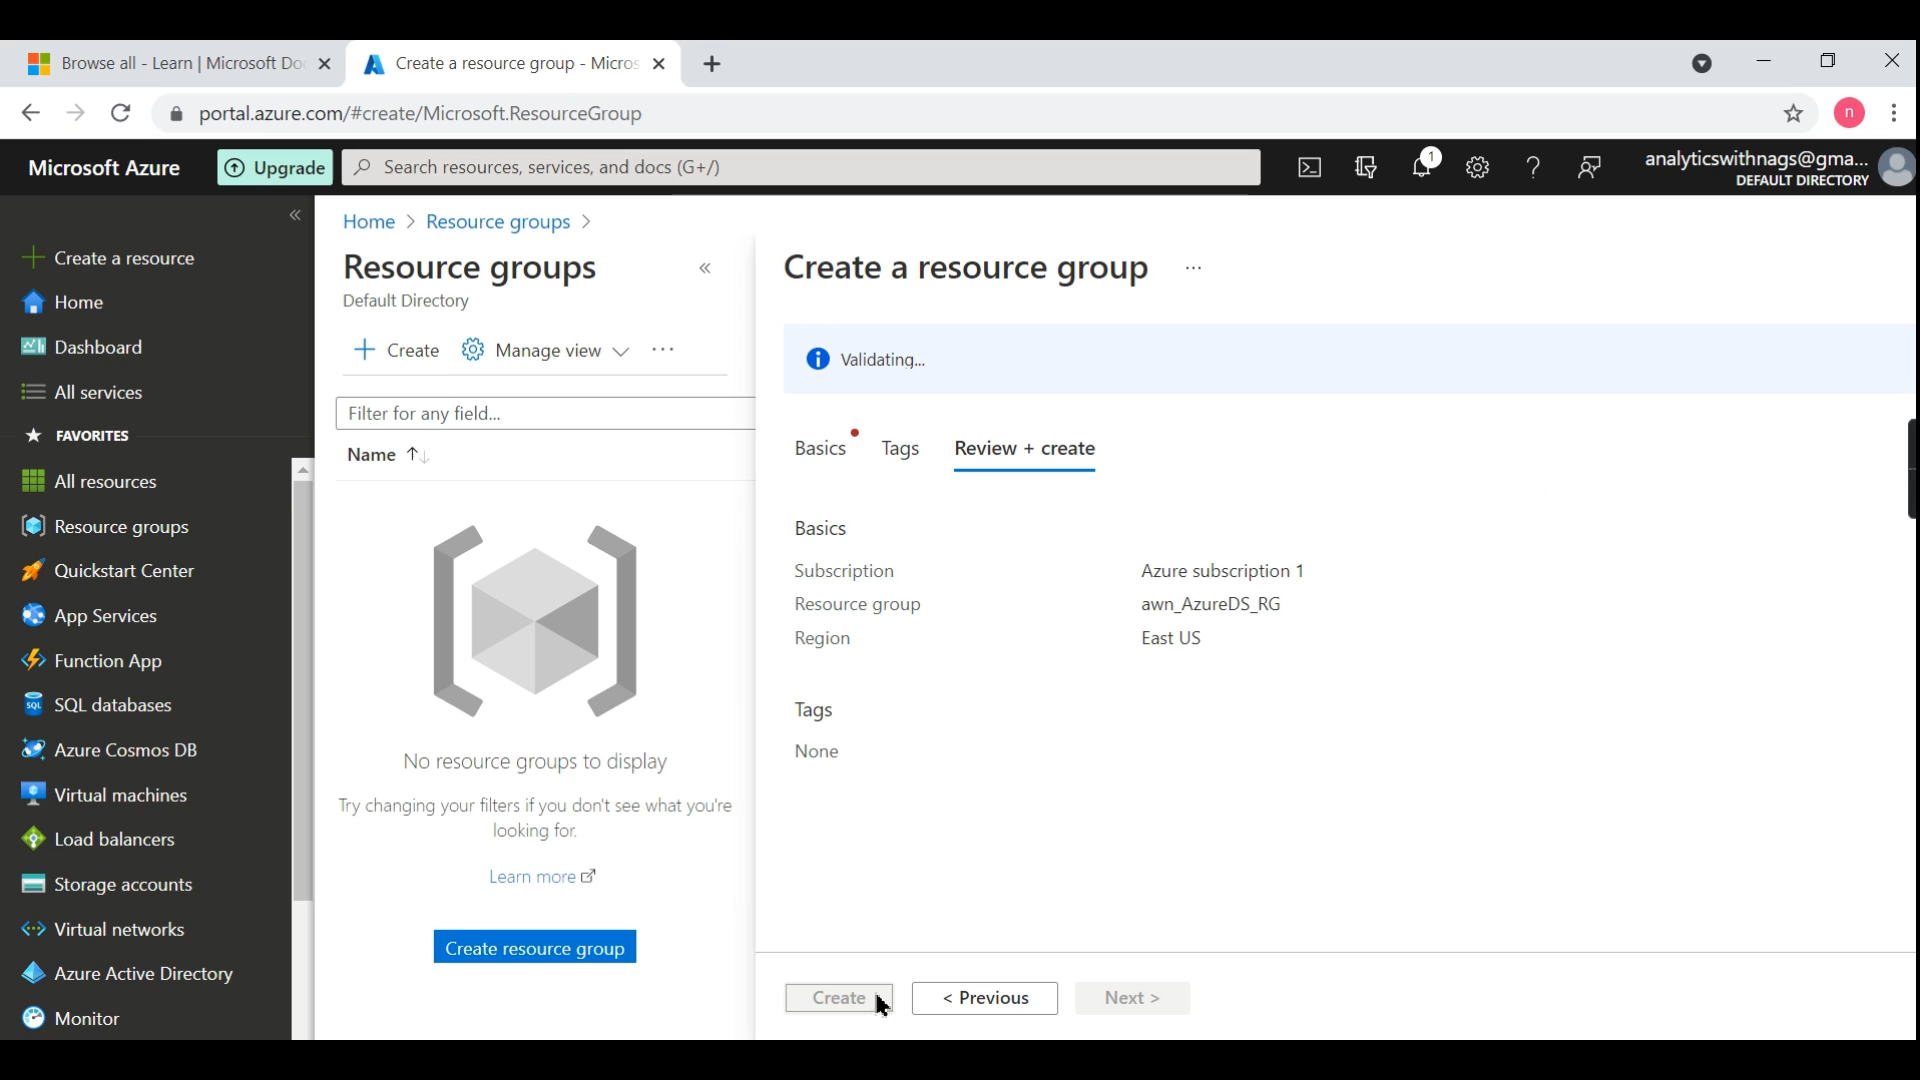 Browse all - Learn | Microsoft Do
Create a resource group - Micros
portal.azure.com/#create/Microsoft.ResourceGroup
n
Microsoft Azure
Upgrade
Search resources, services, and docs (G+/)
1
analyticswithnags@gma...
DEFAULT DIRECTORY
Create a resource
Home
Dashboard
All services
FAVORITES
All resources
Resource groups
Quickstart Center
App Services
Function App
SQL
SQL databases
Azure Cosmos DB
Virtual machines
Load balancers
Storage accounts
Virtual networks
Azure Active Directory
Monitor
Home > Resource groups >
Resource groups
Default Directory
Create
Manage view
...
Filter for any field...
Name ↑↓
No resource groups to display
Try changing your filters if you don't see what you're
looking for.
Learn more
Create resource group
Create a resource group ...
Validating...
Basics
Tags
Review + create
Basics
Subscription Azure subscription 1
Resource group awn_AzureDS_RG
Region East US
Tags
None
Create
< Previous
Next >